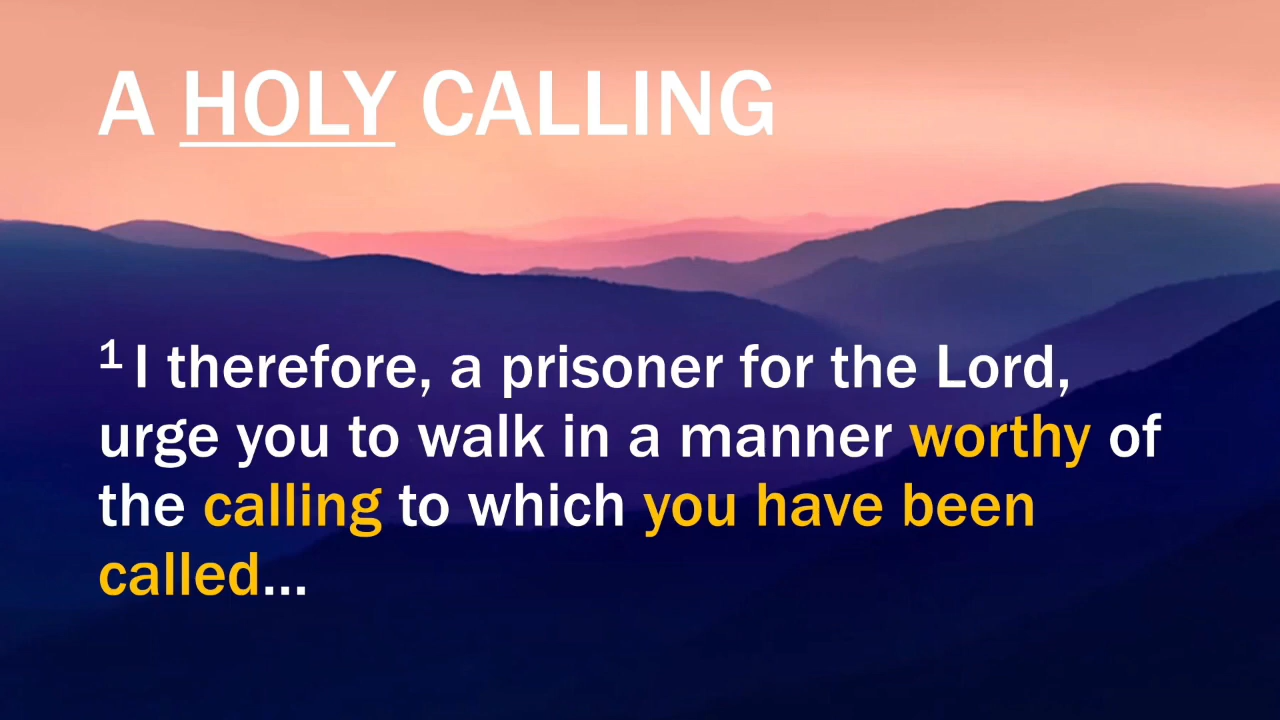 A HOLY CALLING
1 I therefore, a prisoner for the Lord,
urge you to walk in a manner worthy of
the calling to which you have been
called...